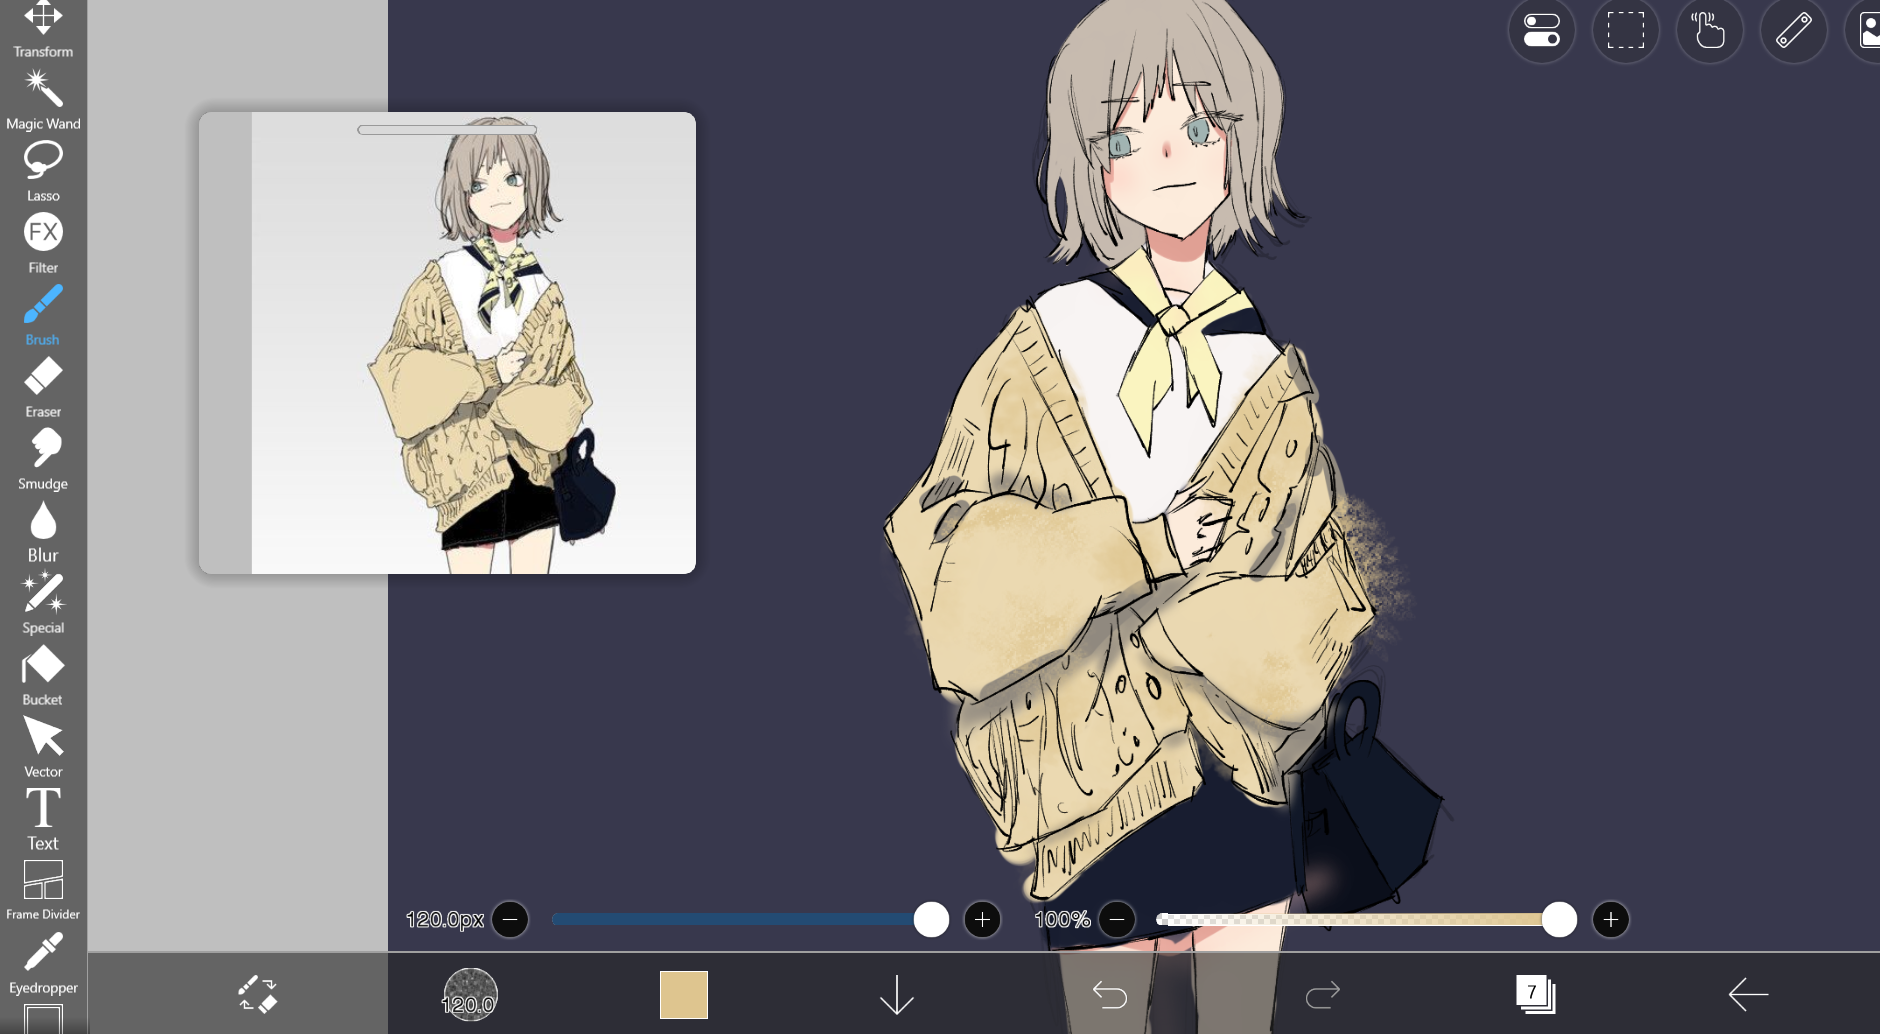 Transform
Magic Wand
Lasso
FX
Filter
Brush
Eraser
Smudge
Blur
Special
Bucket
Vector
T
Text
Frame Divider
Eyedropper
120.0px
100%
120.0
7